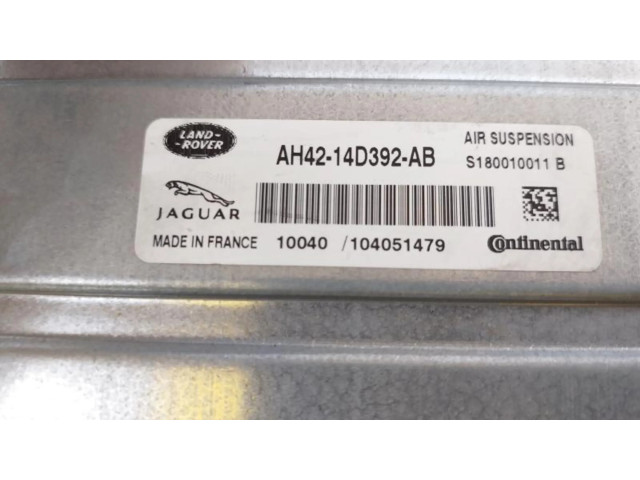 LAND-
ROVER
AH42-14D392-AB
AIR SUSPENSION
S180010011 B
JAGUAR
MADE IN FRANCE 10040 /104051479
Continental